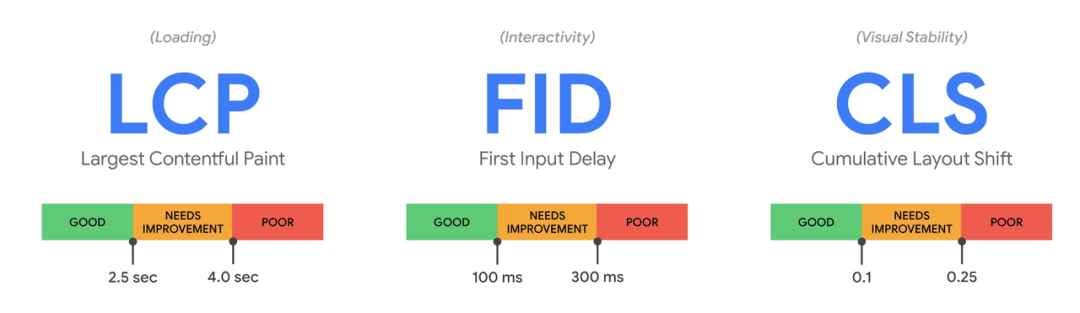 (Loading)
LCP
Largest Contentful Paint
GOOD
NEEDS
IMPROVEMENT
POOR
2.5 sec
4.0 sec
(Interactivity)
FID
First Input Delay
GOOD
NEEDS
IMPROVEMENT
POOR
100 ms
300 ms
(Visual Stability)
CLS
Cumulative Layout Shift
GOOD
NEEDS
IMPROVEMENT
POOR
0.1
0.25